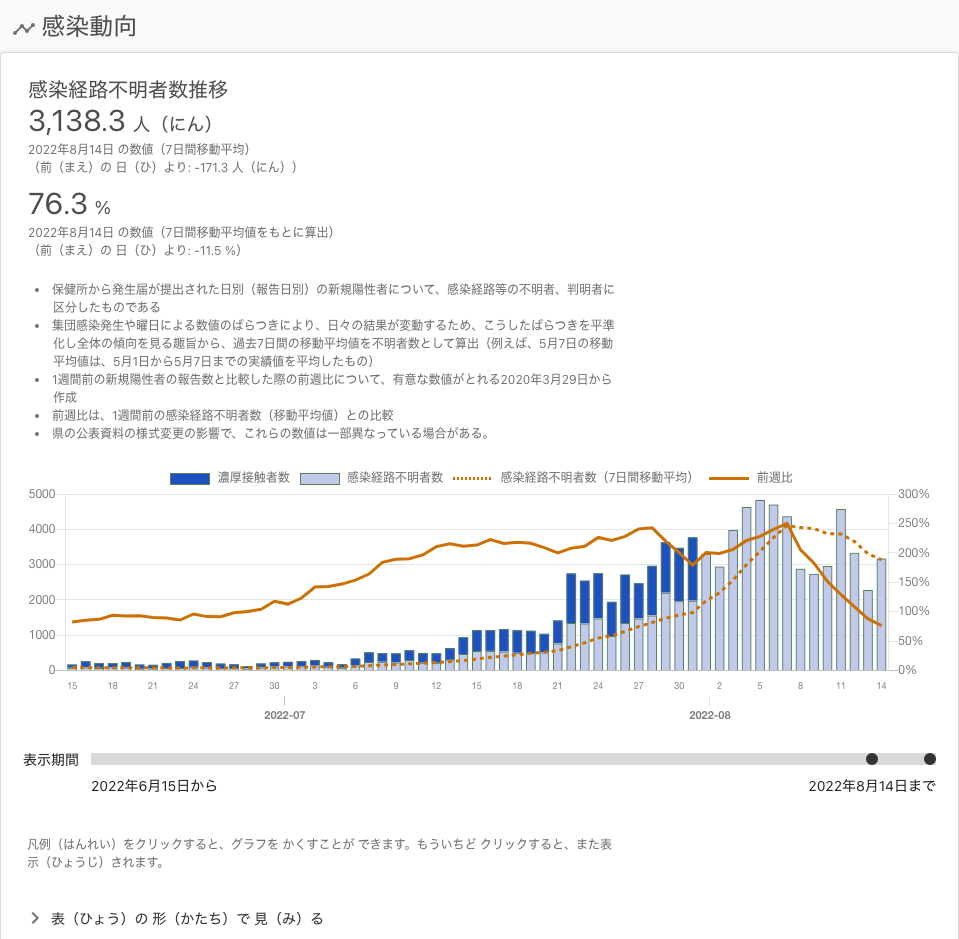 感染動向
感染経路不明者数推移
3,138.3 人（にん）
2022年8月14日 の数値（7日間移動平均）
（前（まえ）の 日（ひ）より: -171.3 人（にん））
76.3 %
2022年8月14日 の数値（7日間移動平均値をもとに算出）
（前（まえ）の 日（ひ）より: -11.5 %）
• 保健所から発生届が提出された日別（報告日別）の新規陽性者について、感染経路等の不明者、判明者に
区分したものである
• 集団感染発生や曜日による数値のばらつきにより、日々の結果が変動するため、こうしたばらつきを平準
化し全体の傾向を見る趣旨から、過去7日間の移動平均値を不明者数として算出（例えば、5月7日の移動
平均値は、5月1日から5月7日までの実績値を平均したもの）
• 1週間前の新規陽性者の報告数と比較した際の前週比について、有意な数値がとれる2020年3月29日から
作成
• 前週比は、1週間前の感染経路不明者数（移動平均値）との比較
• 県の公表資料の様式変更の影響で、これらの数値は一部異なっている場合がある。
濃厚接触者数 感染経路不明者数 感染経路不明者数（7日間移動平均） 前週比
5000 300%
250%
4000
200%
3000
150%
2000
100%
1000
50%
0 0%
15 18 21 24 27 30 3 6 9 12 15 18 21 24 27 30 2 5 8 11 14
2022-07 2022-08
表示期間
2022年6月15日から 2022年8月14日まで
凡例（はんれい）をクリックすると、グラフを かくすことが できます。もういちど クリックすると、また表
示（ひょうじ）されます。
表（ひょう）の 形（かたち）で 見（み）る